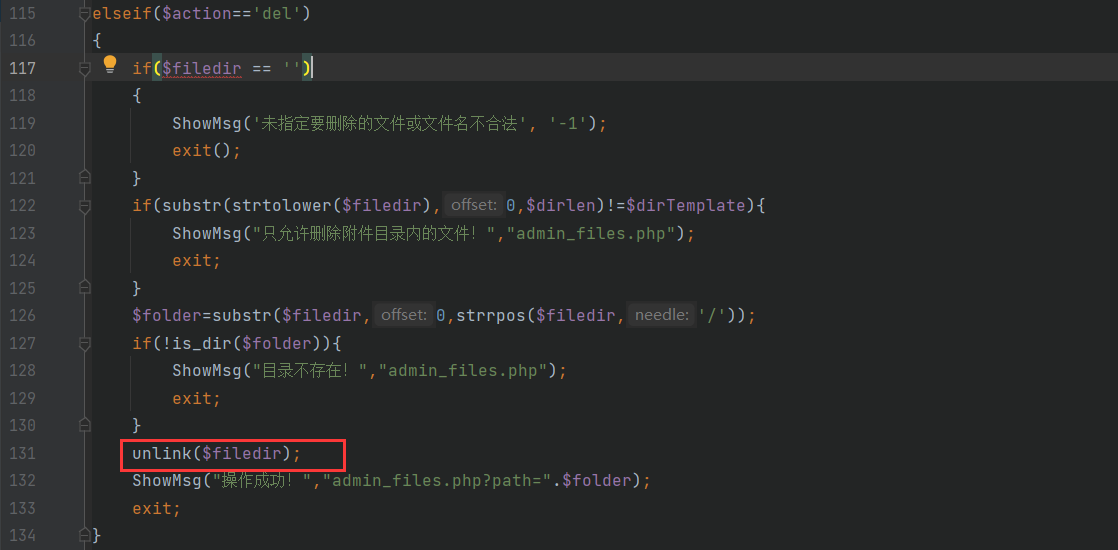 115 elseif($action=='del')
116 {
117     if($filedir == '')
118     {
119         ShowMsg('未指定要删除的文件或文件名不合法', '-1');
120         exit();
121     }
122     if(substr(strtolower($filedir), offset: 0,$dirlen)!=$dirTemplate){
123         ShowMsg("只允许删除附件目录内的文件！","admin_files.php");
124         exit;
125     }
126     $folder=substr($filedir, offset: 0,strrpos($filedir, needle: '/'));
127     if(!is_dir($folder)){
128         ShowMsg("目录不存在！","admin_files.php");
129         exit;
130     }
131     unlink($filedir);
132     ShowMsg("操作成功！","admin_files.php?path=".$folder);
133     exit;
134 }